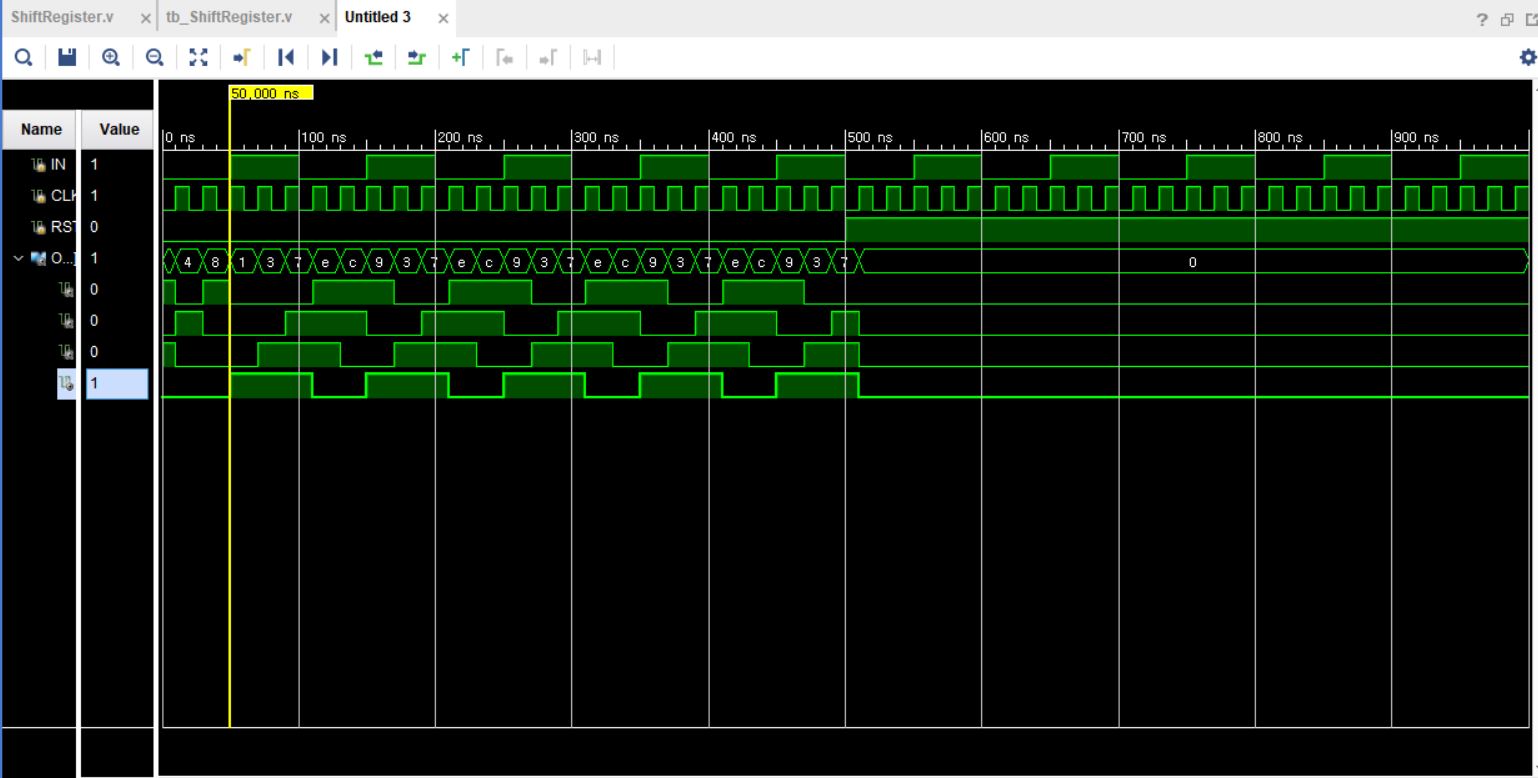 ShiftRegister.v × tb_ShiftRegister.v × Untitled 3 ×
?
50,000 ns
Name Value 0 ns 100 ns 200 ns 300 ns 400 ns 500 ns 600 ns 700 ns 800 ns 900 ns
IN 1
CLK 1
RST 0
O...] 1 4 8 1 3 7 e c 9 3 7 e c 9 3 7 e c 9 3 7 e c 9 3 7 0
0
0
0
1